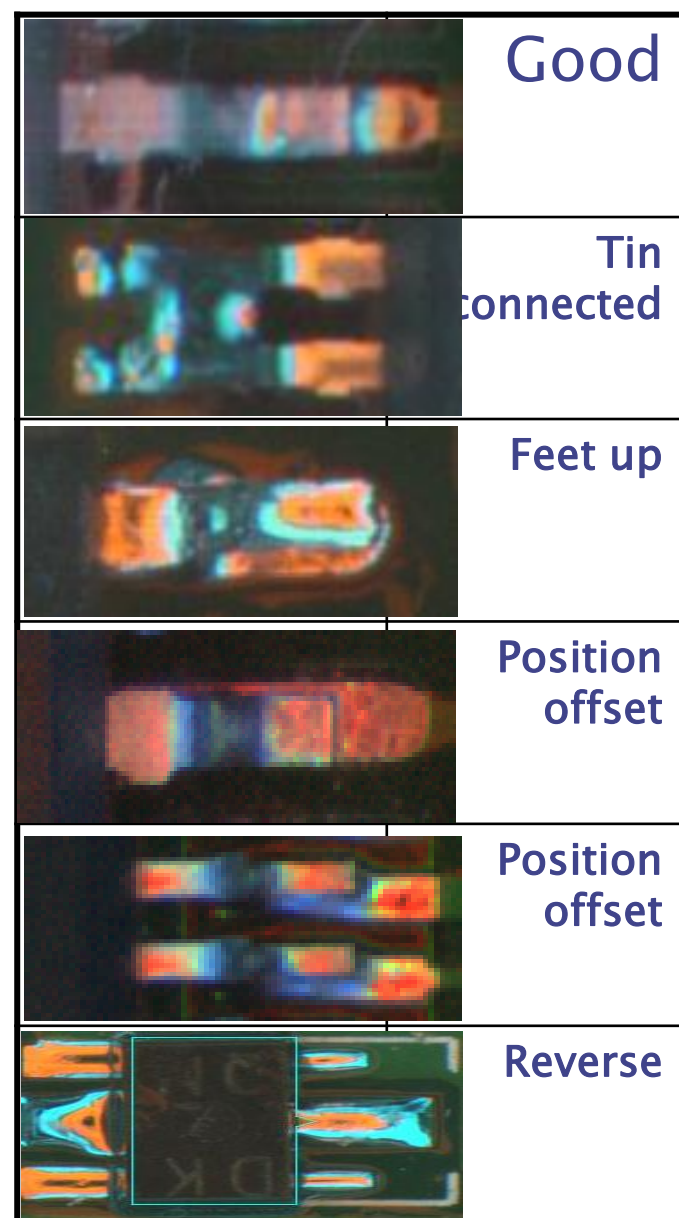 Good
Tin
connected
Feet up
Position
offset
Position
offset
Reverse